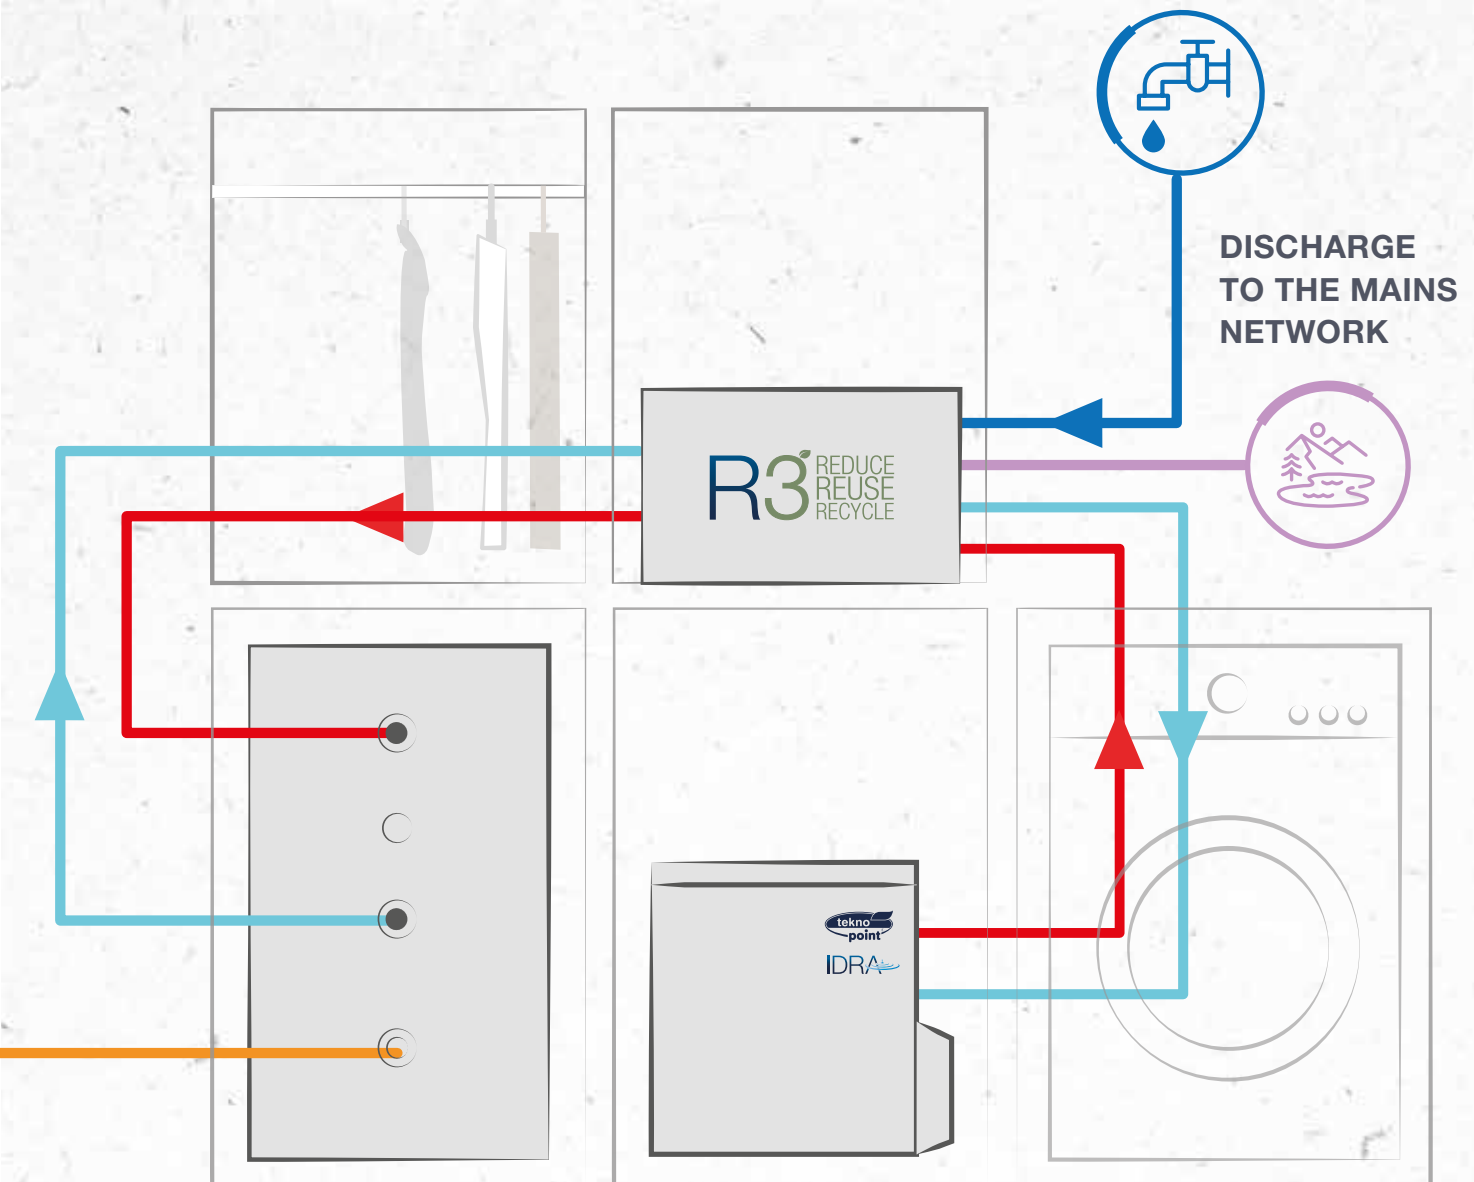 DISCHARGE
TO THE MAINS
NETWORK
R3 REDUCE
REUSE
RECYCLE
tekno
point
IDRA